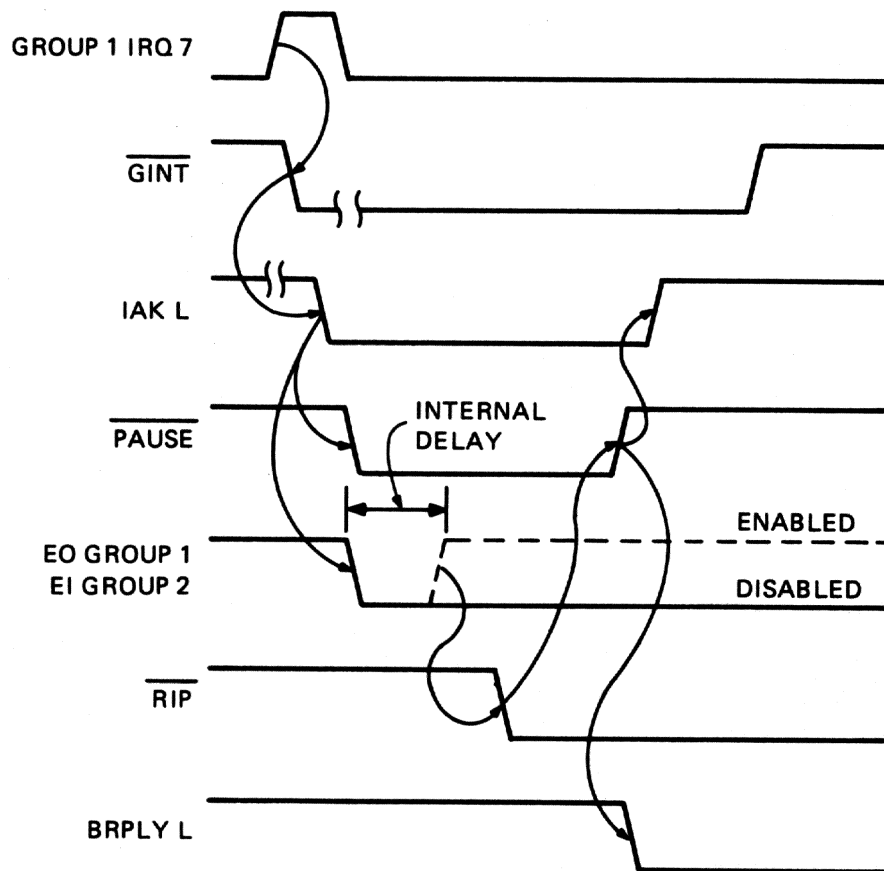 GROUP 1 IRQ 7
GINT
IAK L
PAUSE
INTERNAL
DELAY
ENABLED
EO GROUP 1
EI GROUP 2
DISABLED
RIP
BRPLY L